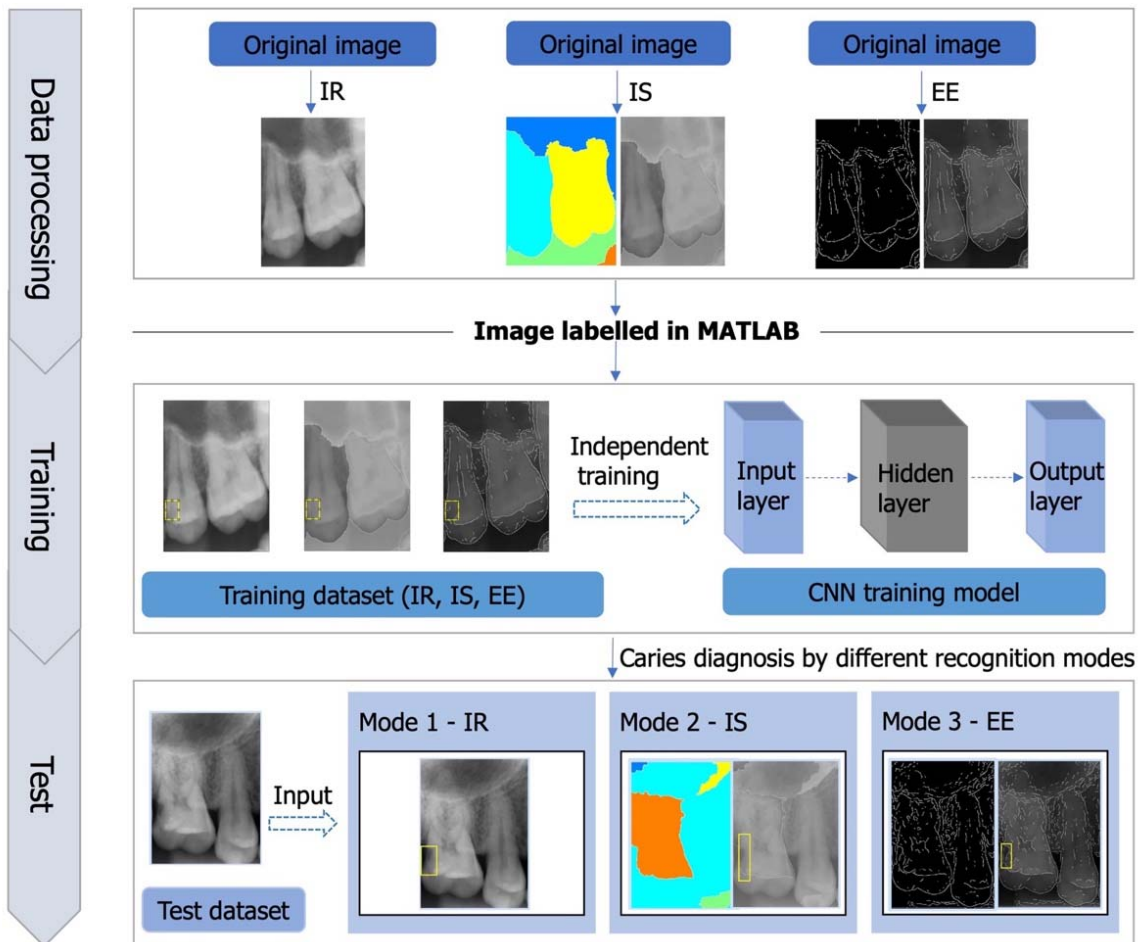 Data processing
Original image
Original image
Original image
IR
IS
EE
Image labelled in MATLAB
Training
Independent
training
Input
layer
Hidden
layer
Output
layer
Training dataset (IR, IS, EE)
CNN training model
Caries diagnosis by different recognition modes
Test
Input
Test dataset
Mode 1 - IR
Mode 2 - IS
Mode 3 - EE